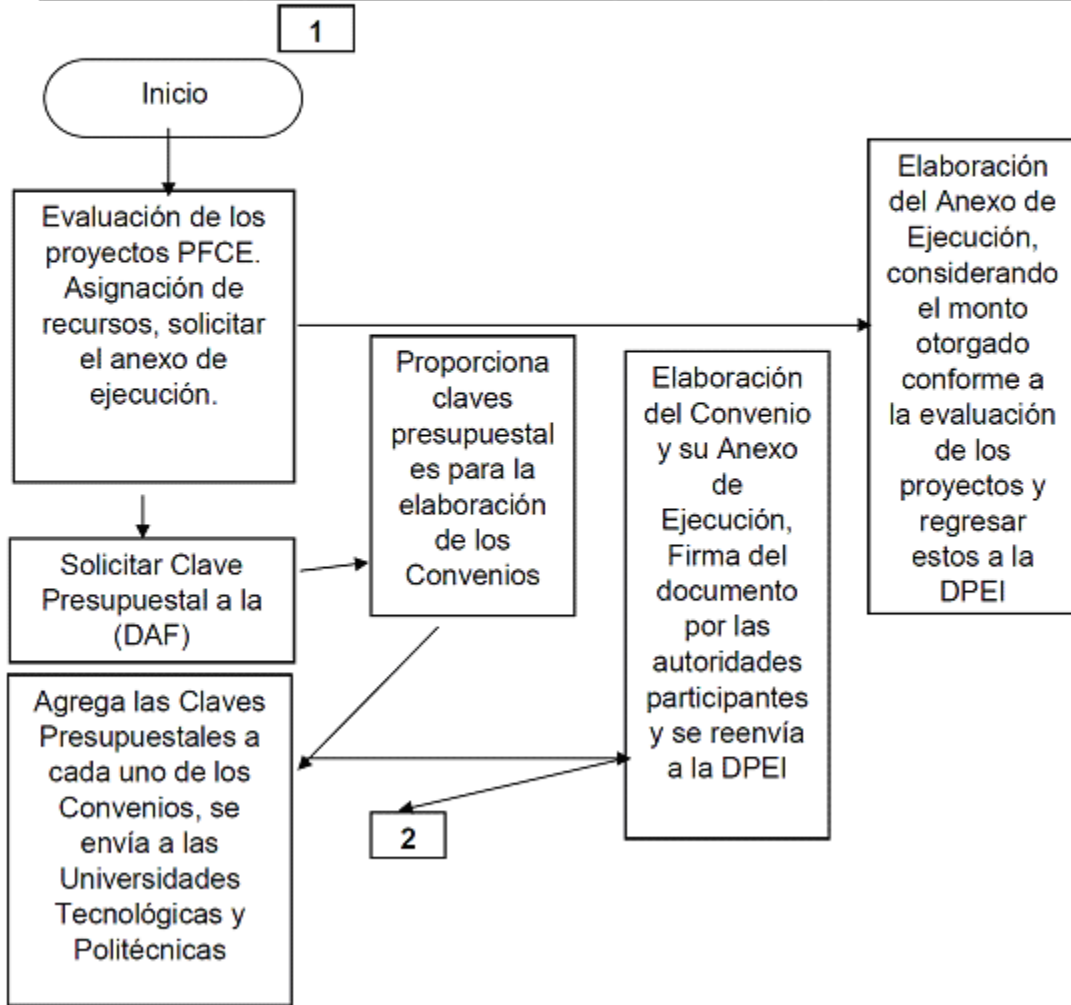 1
Inicio
Evaluación de los
proyectos PFCE.
Asignación de
recursos, solicitar
el anexo de
ejecución.
Elaboración
del Anexo de
Ejecución,
considerando
el monto
otorgado
conforme a
la evaluación
de los
proyectos y
regresar
estos a la
DPEI
Solicitar Clave
Presupuestal a la
(DAF)
Proporciona
claves
presupuestal
es para la
elaboración
de los
Convenios
Agrega las Claves
Presupuestales a
cada uno de los
Convenios, se
envía a las
Universidades
Tecnológicas y
Politécnicas
Elaboración
del Convenio
y su Anexo
de
Ejecución,
Firma del
documento
por las
autoridades
participantes
y se reenvía
a la DPEI
2